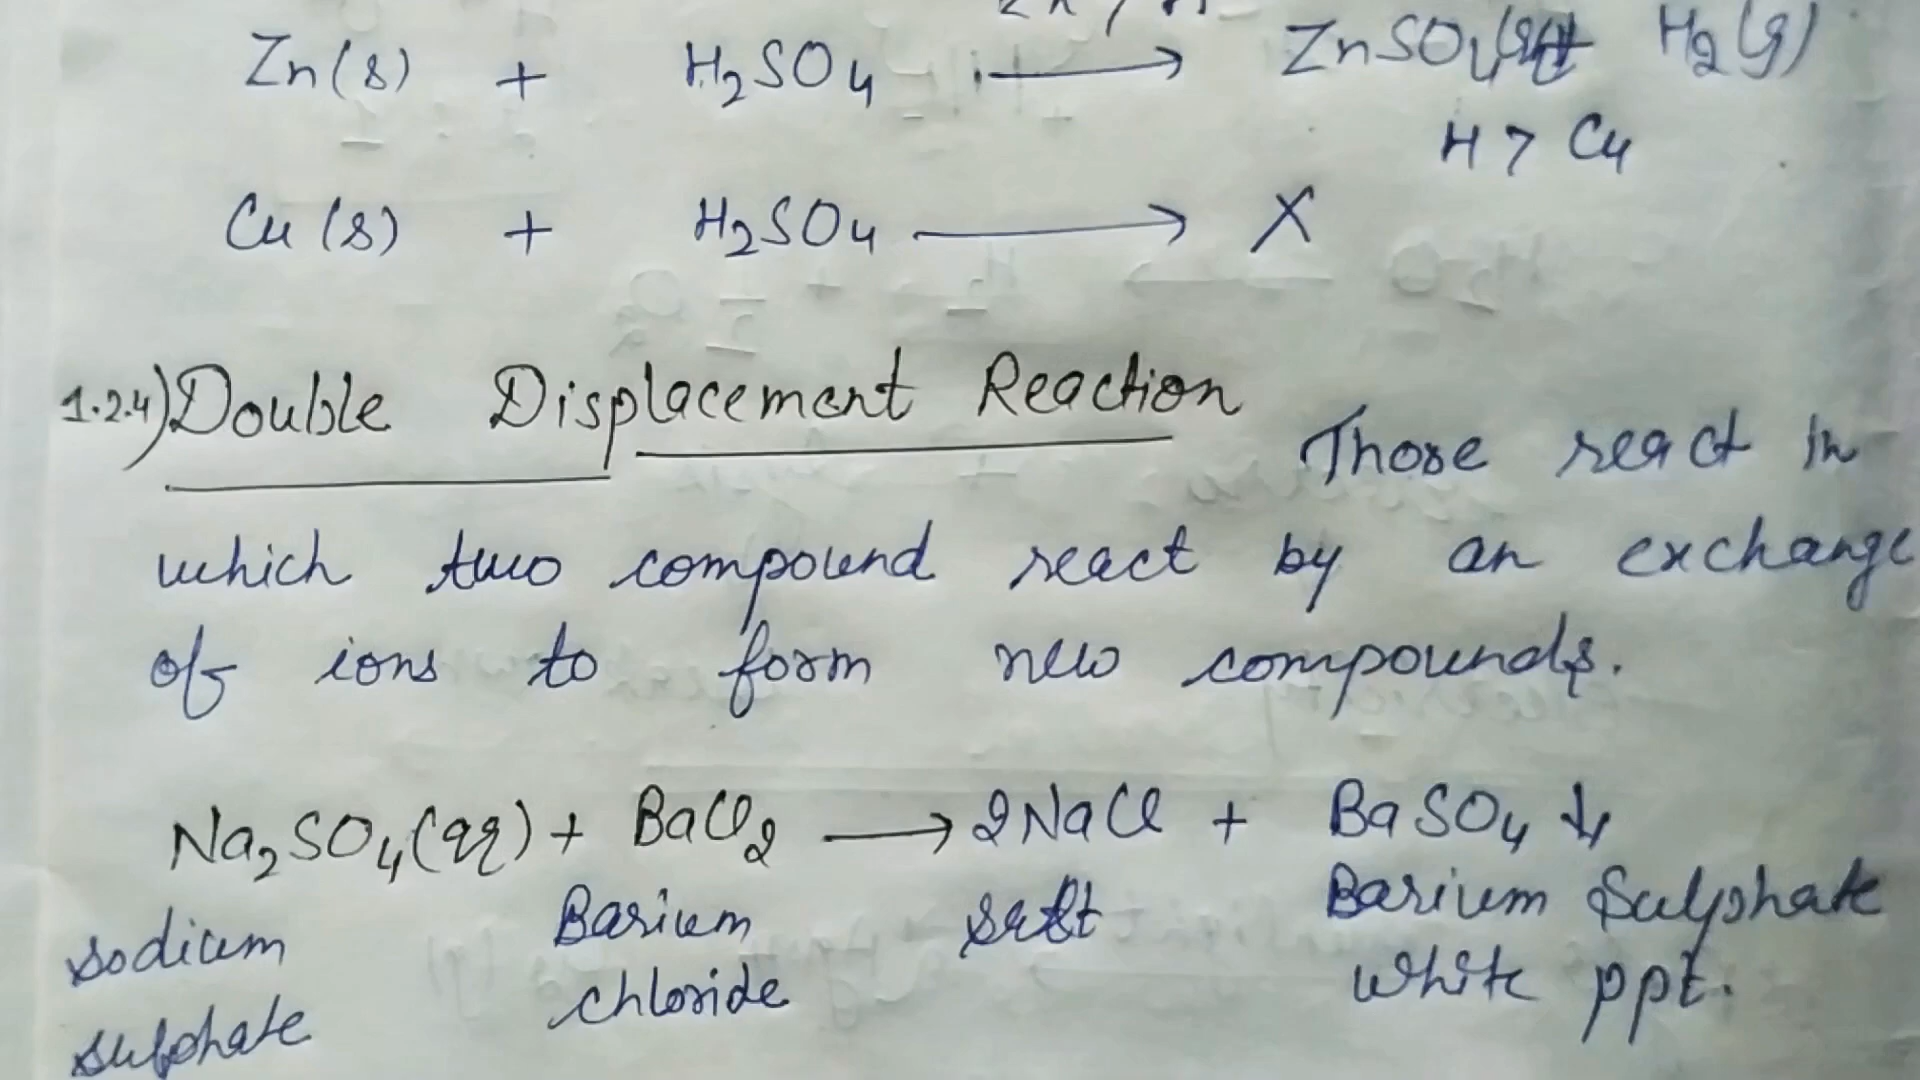 Zn(s) + H₂SO₄ → ZnSO₄ H₂(g)
H > Cu
Cu(s) + H₂SO₄ → X
1.2.4) Double Displacement Reaction
Those react in
which two compound react by an exchange
of ions to form new compounds.
Na₂SO₄(aq) + BaCl₂ → 2NaCl + BaSO₄ ↓
sodium Barium salt Barium Sulphate
sulphate chloride white ppt.